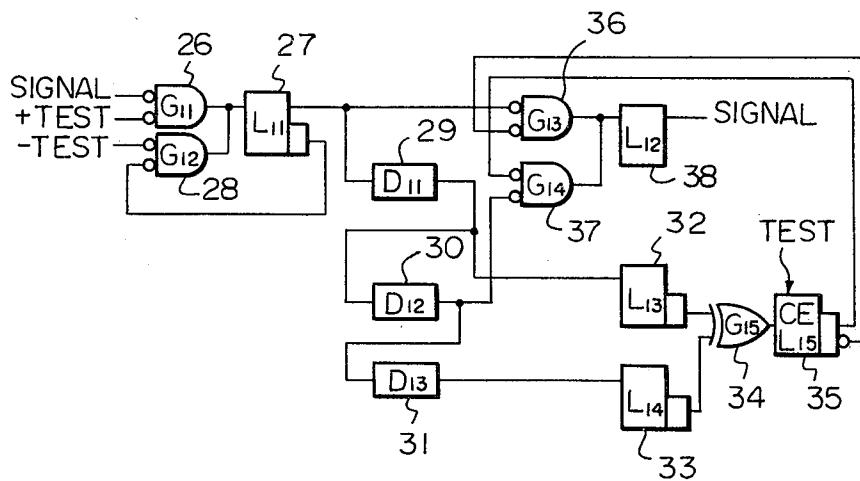 26
27
36
SIGNAL
+TEST
-TEST
G11
G12
L11
28
29
D11
G13
G14
L12
SIGNAL
38
37
30
D12
32
TEST
L13
G15
CE
L15
34
35
D13
31
L14
33